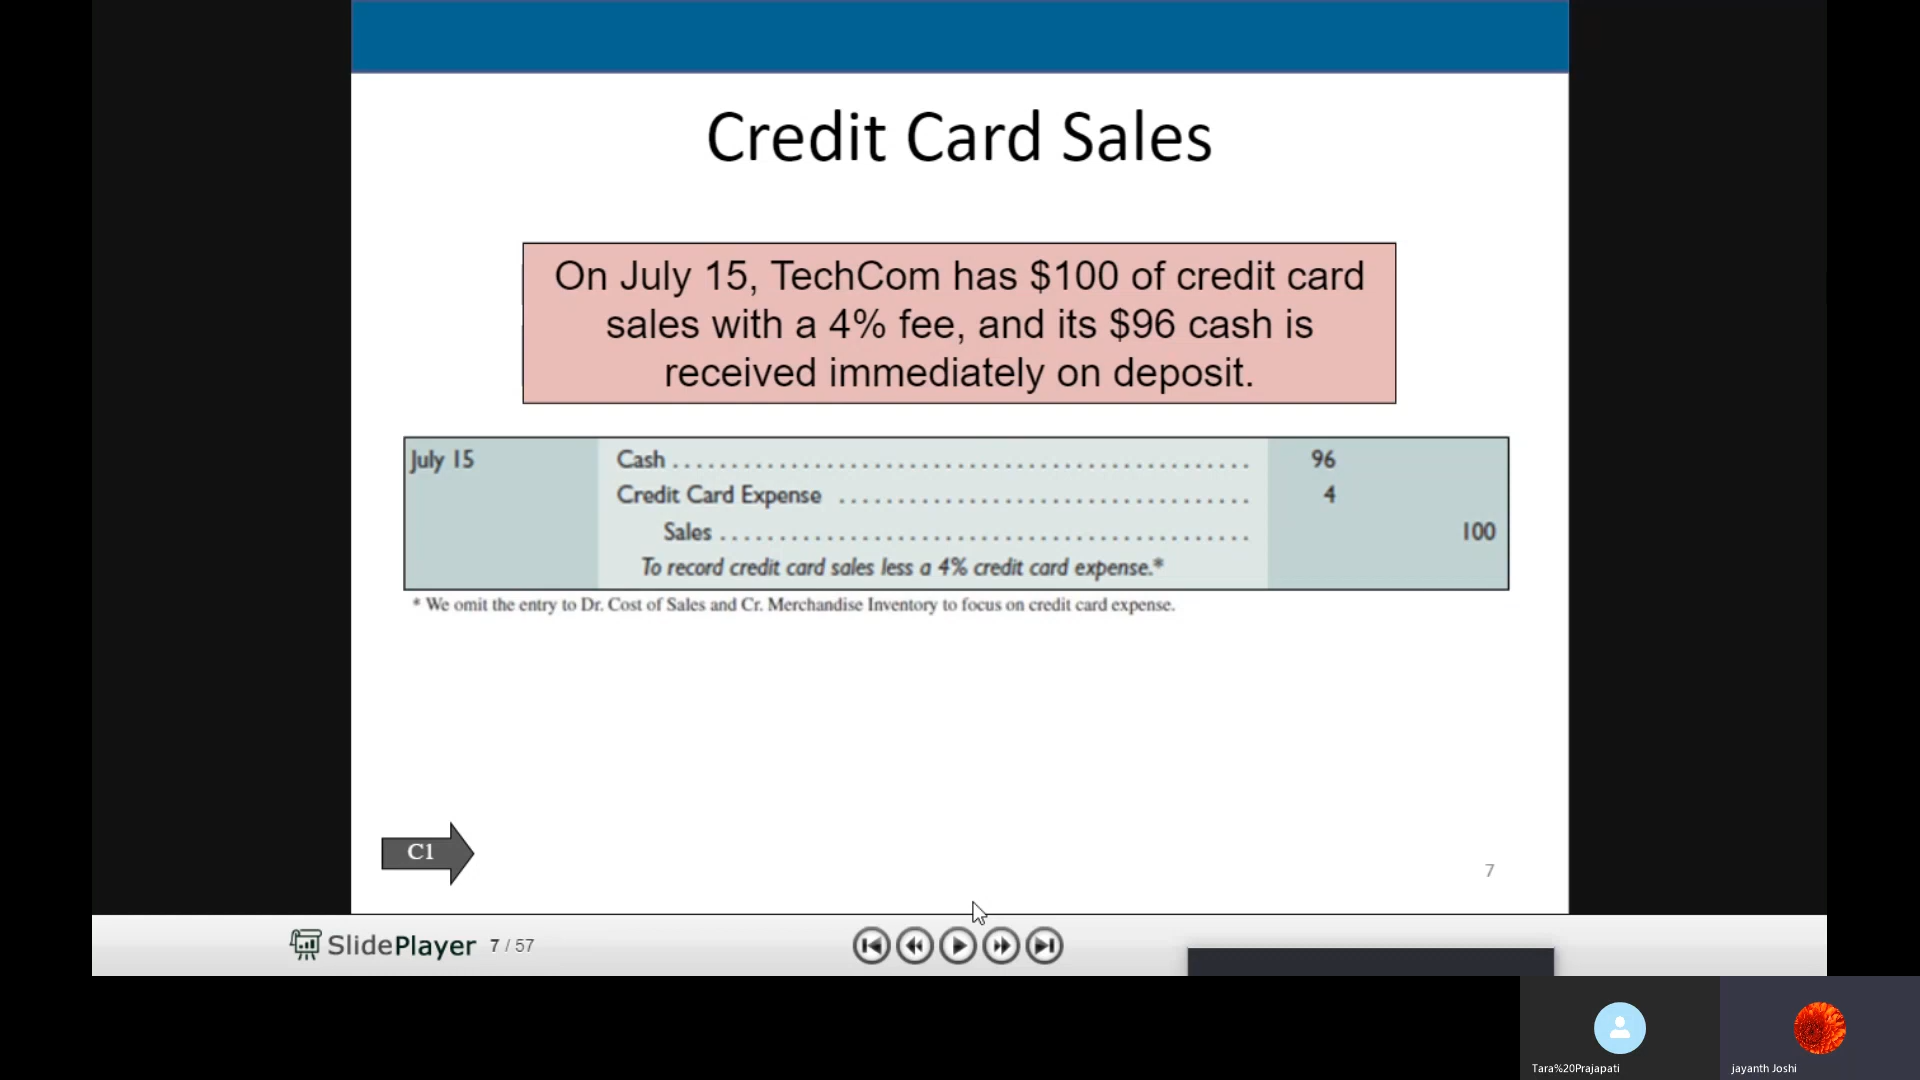 Credit Card Sales
On July 15, TechCom has $100 of credit card
sales with a 4% fee, and its $96 cash is
received immediately on deposit.
July 15 Cash . . . . . . . . . . . . . . . . . . . . . . . . . . . . . . . . . . . . . . . . . . . . . . . . . . 96
Credit Card Expense . . . . . . . . . . . . . . . . . . . . . . . . . . . . . . . . . . . 4
Sales . . . . . . . . . . . . . . . . . . . . . . . . . . . . . . . . . . . . . . . . . . . . . . 100
To record credit card sales less a 4% credit card expense.*
* We omit the entry to Dr. Cost of Sales and Cr. Merchandise Inventory to focus on credit card expense.
C1
7
SlidePlayer 7 / 57
Tara%20Prajapati
jayanth Joshi